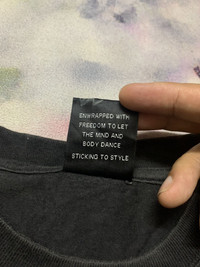 ENWRAPPED WITH
FREEDOM TO LET
THE MIND AND
BODY DANCE
STICKING TO STYLE